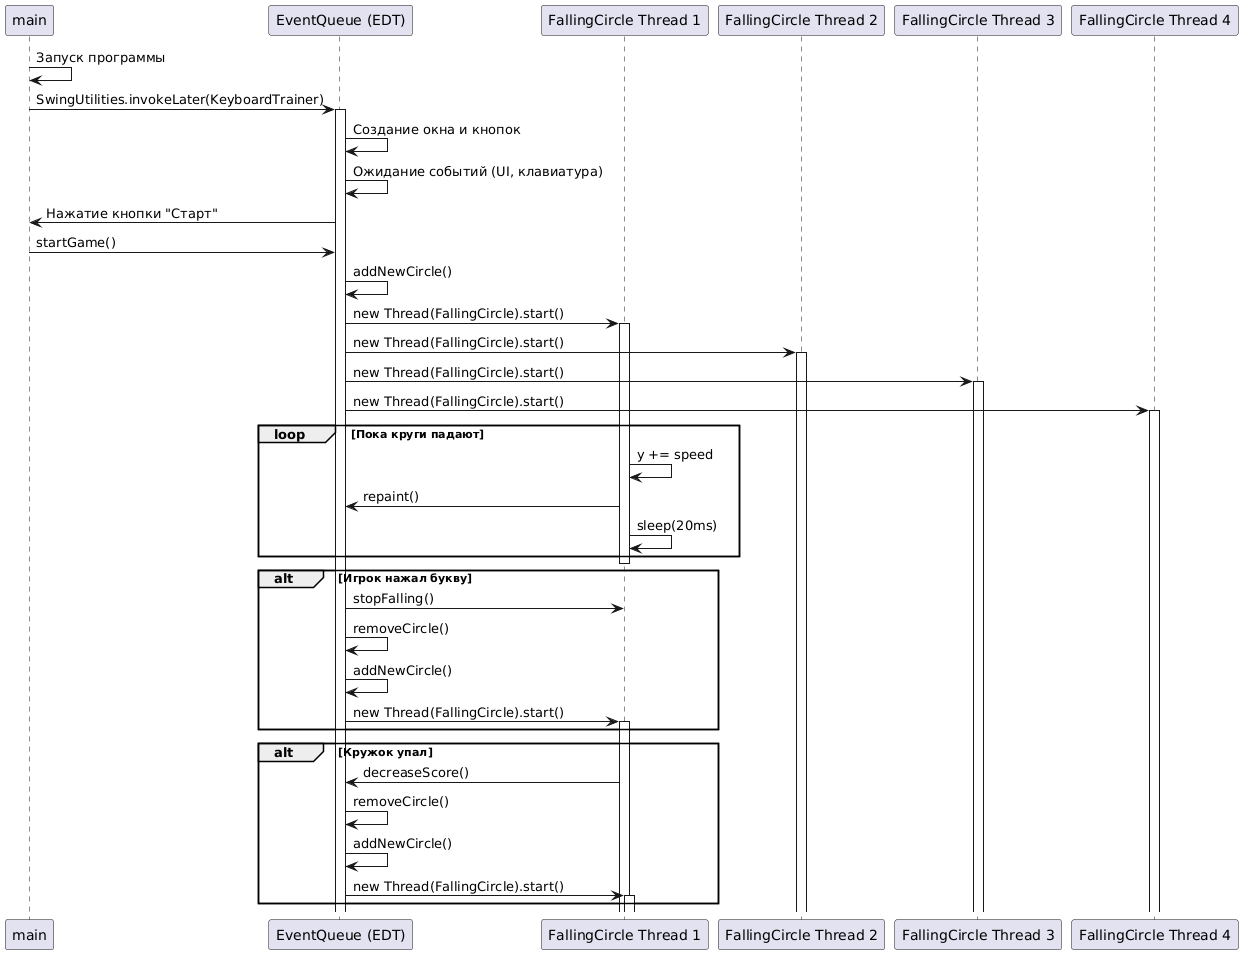 main
EventQueue (EDT)
FallingCircle Thread 1
FallingCircle Thread 2
FallingCircle Thread 3
FallingCircle Thread 4
Запуск программы
SwingUtilities.invokeLater(KeyboardTrainer)
Создание окна и кнопок
Ожидание событий (UI, клавиатура)
Нажатие кнопки "Старт"
startGame()
addNewCircle()
new Thread(FallingCircle).start()
new Thread(FallingCircle).start()
new Thread(FallingCircle).start()
new Thread(FallingCircle).start()
loop [Пока круги падают]
y += speed
repaint()
sleep(20ms)
alt [Игрок нажал букву]
stopFalling()
removeCircle()
addNewCircle()
new Thread(FallingCircle).start()
alt [Кружок упал]
decreaseScore()
removeCircle()
addNewCircle()
new Thread(FallingCircle).start()
main
EventQueue (EDT)
FallingCircle Thread 1
FallingCircle Thread 2
FallingCircle Thread 3
FallingCircle Thread 4